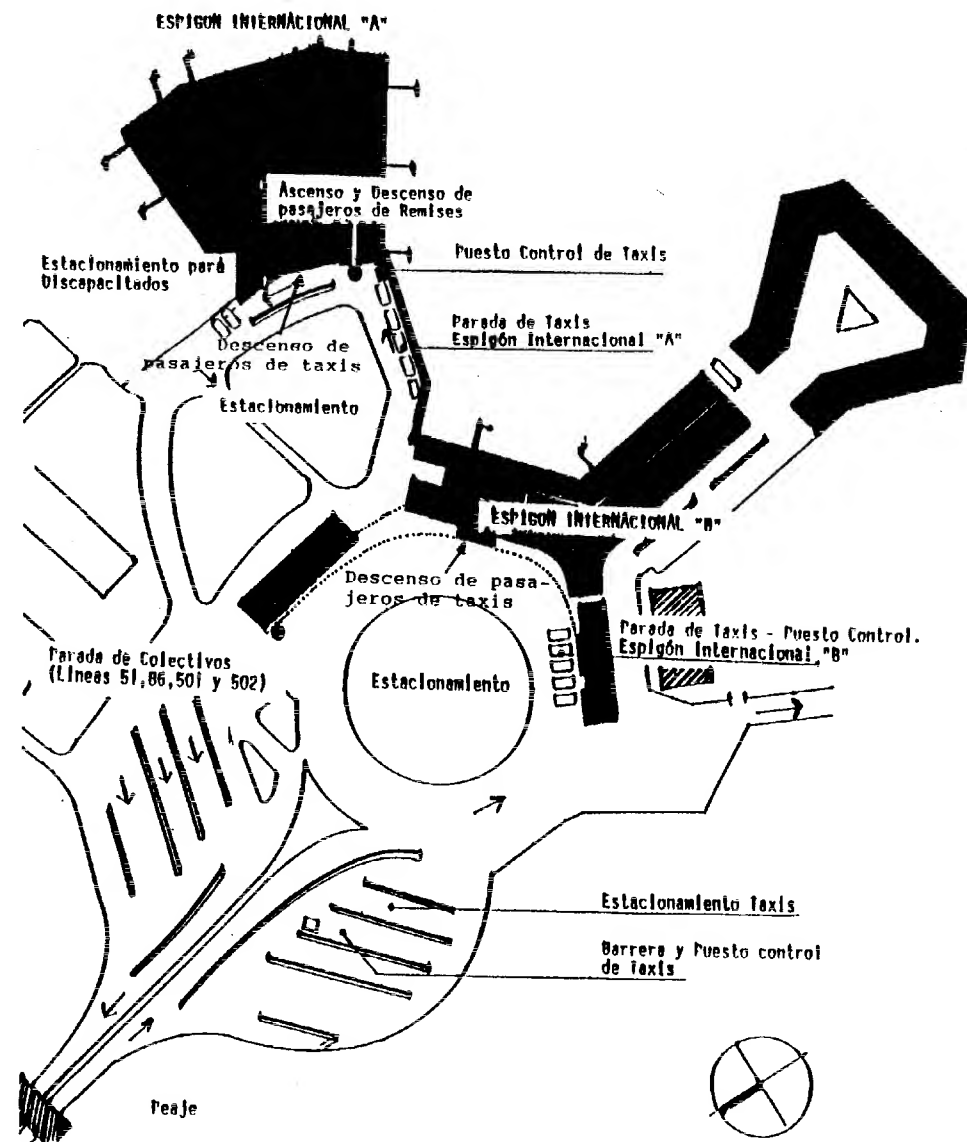 ESPIGON INTERNACIONAL "A"
Ascenso y Descenso de
pasajeros de Remises
Estacionamiento para
Discapacitados
Puesto Control de Taxis
Parada de Taxis
Espigón Internacional "A"
Descenso de
pasajeros de taxis
Estacionamiento
ESPIGON INTERNACIONAL "B"
Descenso de pasa-
jeros de taxis
Parada de Taxis - Puesto Control.
Espigón Internacional "B"
Parada de Colectivos
(Líneas 51,86,501 y 502)
Estacionamiento
Estacionamiento Taxis
Barrera y Puesto control
de Taxis
Peaje